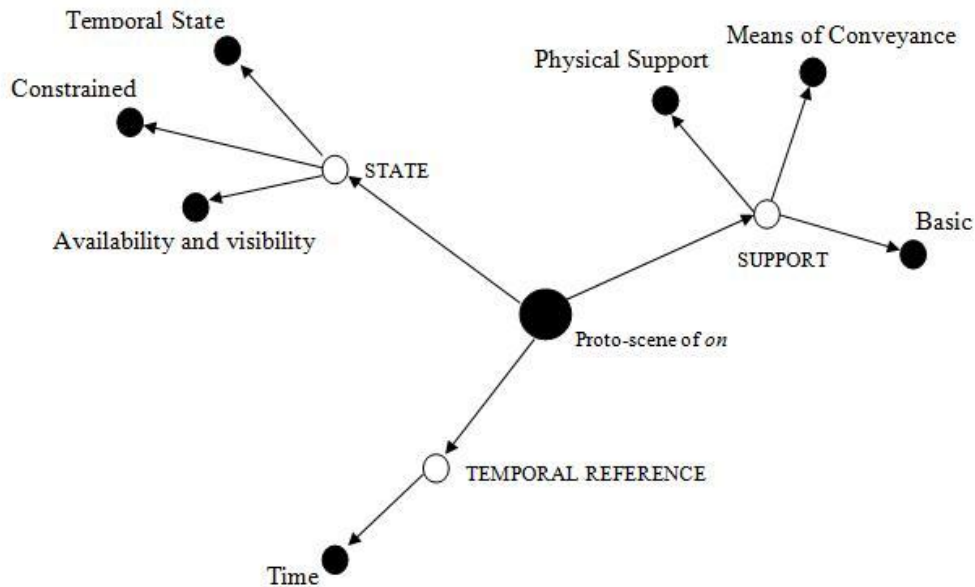 Temporal State
Means of Conveyance
Physical Support
Constrained
STATE
Basic
Availability and visibility
SUPPORT
Proto-scene of on
TEMPORAL REFERENCE
Time